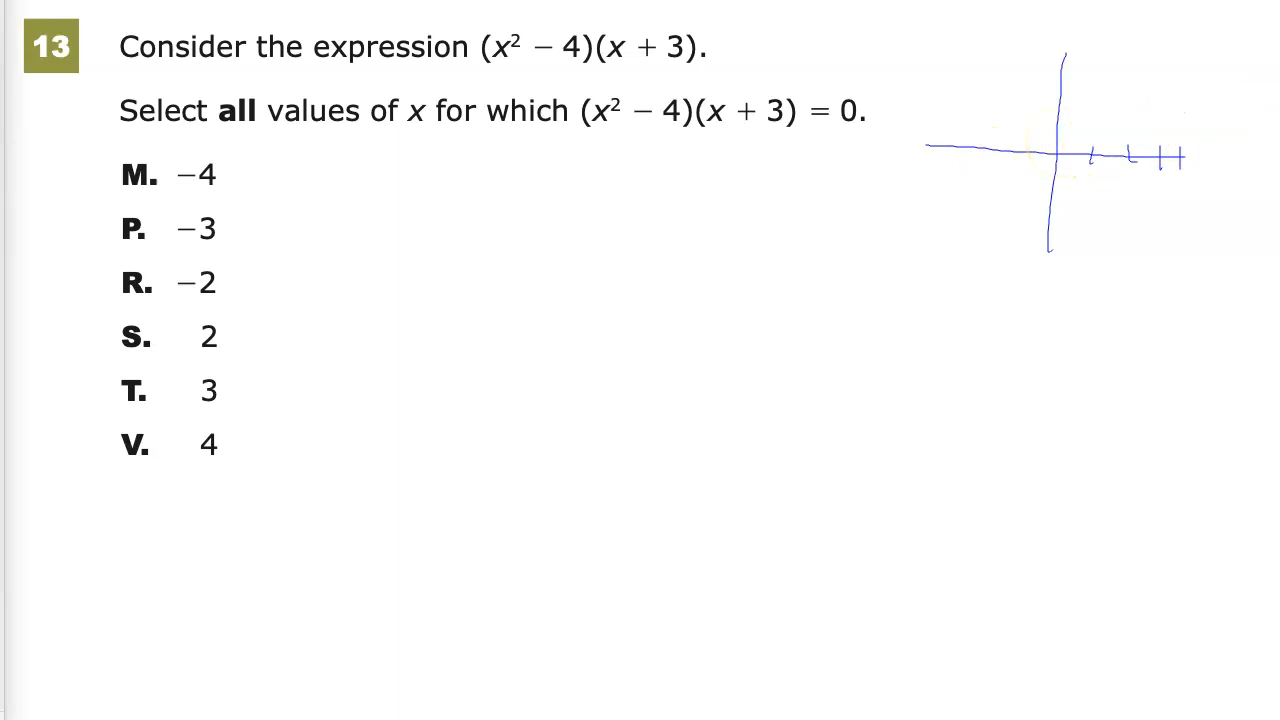 13 Consider the expression (x² − 4)(x + 3).
Select all values of x for which (x² − 4)(x + 3) = 0.
M. −4
P. −3
R. −2
S. 2
T. 3
V. 4